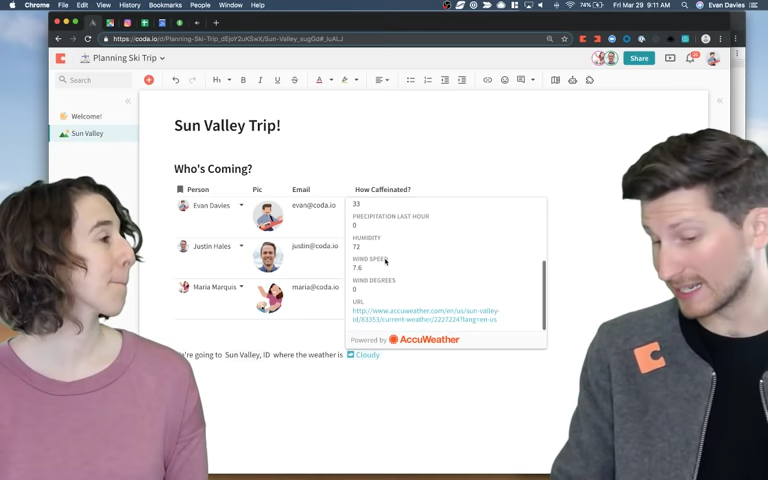 Chrome File Edit View History Bookmarks People Window Help
74% Fri Mar 29 9:11 AM Evan Davies
https://coda.io/d/Planning-Ski-Trip_dEjoY2uKSwX/Sun-Valley_sugGd#_luALJ
Planning Ski Trip
Share
Search
H1 B I U S A
Welcome!
Sun Valley
Sun Valley Trip!
Who's Coming?
Person Pic Email How Caffeinated?
Evan Davies evan@coda.io
Justin Hales justin@coda.io
Maria Marquis maria@coda.io
33
PRECIPITATION LAST HOUR
0
HUMIDITY
72
WIND SPEED
7.6
WIND DEGREES
0
URL
http://www.accuweather.com/en/us/sun-valley-
id/83353/current-weather/2227224?lang=en-us
Powered by AccuWeather
're going to Sun Valley, ID where the weather is Cloudy